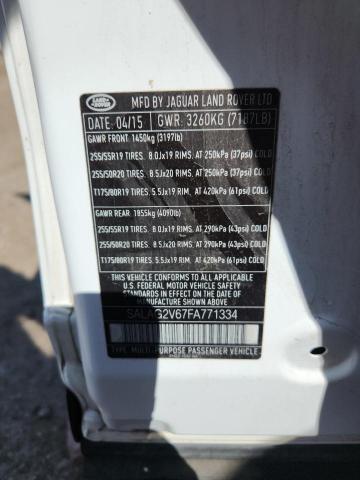 LAND ROVER
MFD BY JAGUAR LAND ROVER LTD
DATE: 04/15 GWR: 3260KG (7187LB)
GAWR FRONT 1450kg (3197lb)
255/55R19 TIRES. 8.0Jx19 RIMS, AT 250kPa (37psi) COLD
255/50R20 TIRES. 8.5Jx20 RIMS, AT 250kPa (37psi) COLD
T175/80R19 TIRES. 5.5Jx19 RIMS, AT 420kPa (61psi) COLD
GAWR REAR 1855kg (4090lb)
255/55R19 TIRES. 8.0Jx19 RIMS, AT 290kPa (43psi) COLD
255/50R20 TIRES. 8.5Jx20 RIMS, AT 290kPa (43psi) COLD
T175/80R19 TIRES. 5.5Jx19 RIMS, AT 420kPa (61psi) COLD
THIS VEHICLE CONFORMS TO ALL APPLICABLE
U.S. FEDERAL MOTOR VEHICLE SAFETY
STANDARDS IN EFFECT ON THE DATE OF
MANUFACTURE SHOWN ABOVE
SALAG2V67FA771334
TYPE: MULTI-PURPOSE PASSENGER VEHICLE